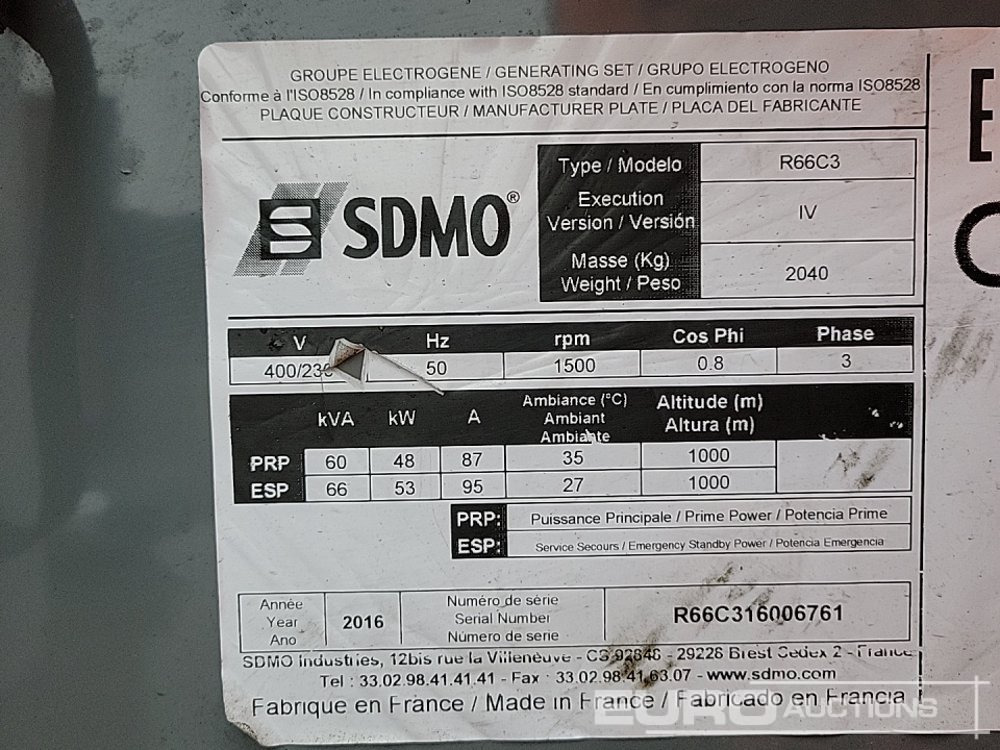 GROUPE ELECTROGENE / GENERATING SET / GRUPO ELECTROGENO
Conforme à l'ISO8528 / In compliance with ISO8528 standard / En cumplimiento con la norma ISO8528
PLAQUE CONSTRUCTEUR / MANUFACTURER PLATE / PLACA DEL FABRICANTE
SDMO®
Type / Modelo R66C3
Execution
Version / Versión IV
Masse (Kg)
Weight / Peso 2040
V Hz rpm Cos Phi Phase
400/23 50 1500 0.8 3
kVA kW A Ambiance (°C) Ambiant Ambiante Altitude (m) Altura (m)
PRP 60 48 87 35 1000
ESP 66 53 95 27 1000
PRP: Puissance Principale / Prime Power / Potencia Prime
ESP: Service Secours / Emergency Standby Power / Potencia Emergencia
Année
Year
Ano
2016
Numéro de série
Serial Number
Número de serie
R66C316006761
SDMO Industries, 12bis rue la Villeneuve - CS 92848 - 29228 Brest Cedex 2 - France
Tel : 33.02.98.41.41.41 - Fax : 33.02.98.41.63.07 - www.sdmo.com
Fabrique en France / Made in France / Fabricado en Francia
EURO AUCTIONS